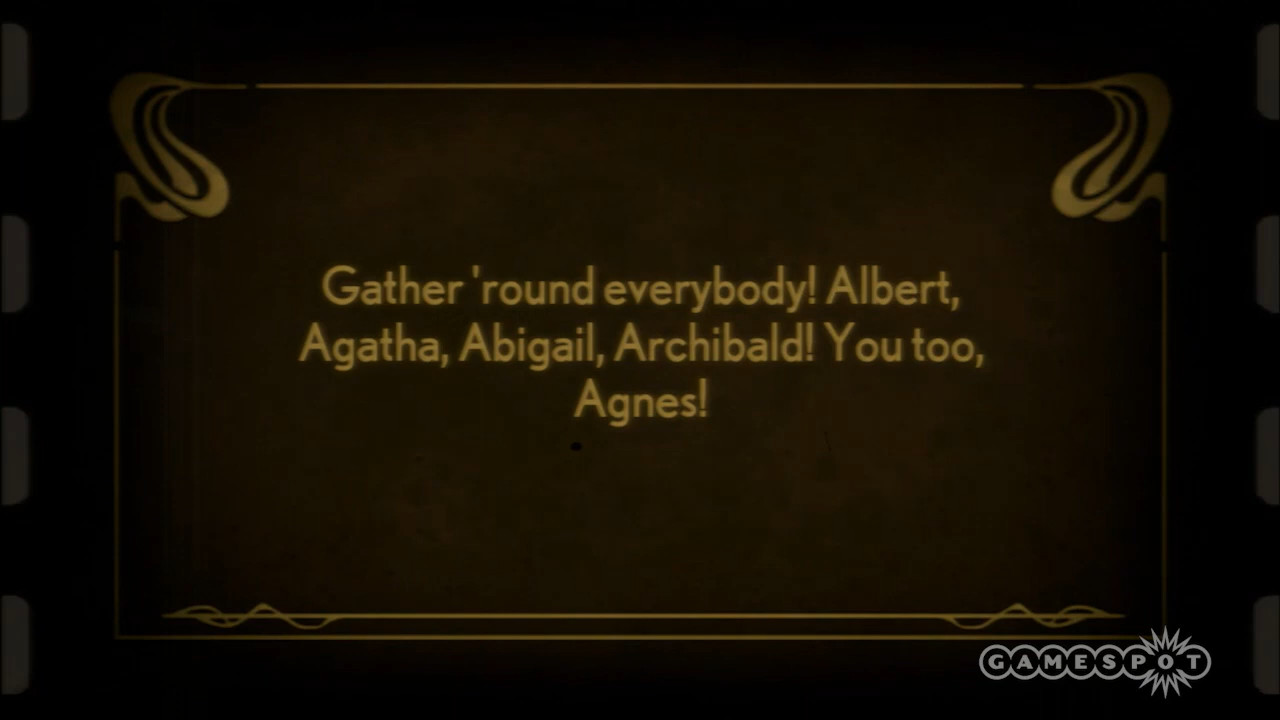 Gather 'round everybody! Albert,
Agatha, Abigail, Archibald! You too,
Agnes!
GAMESPOT